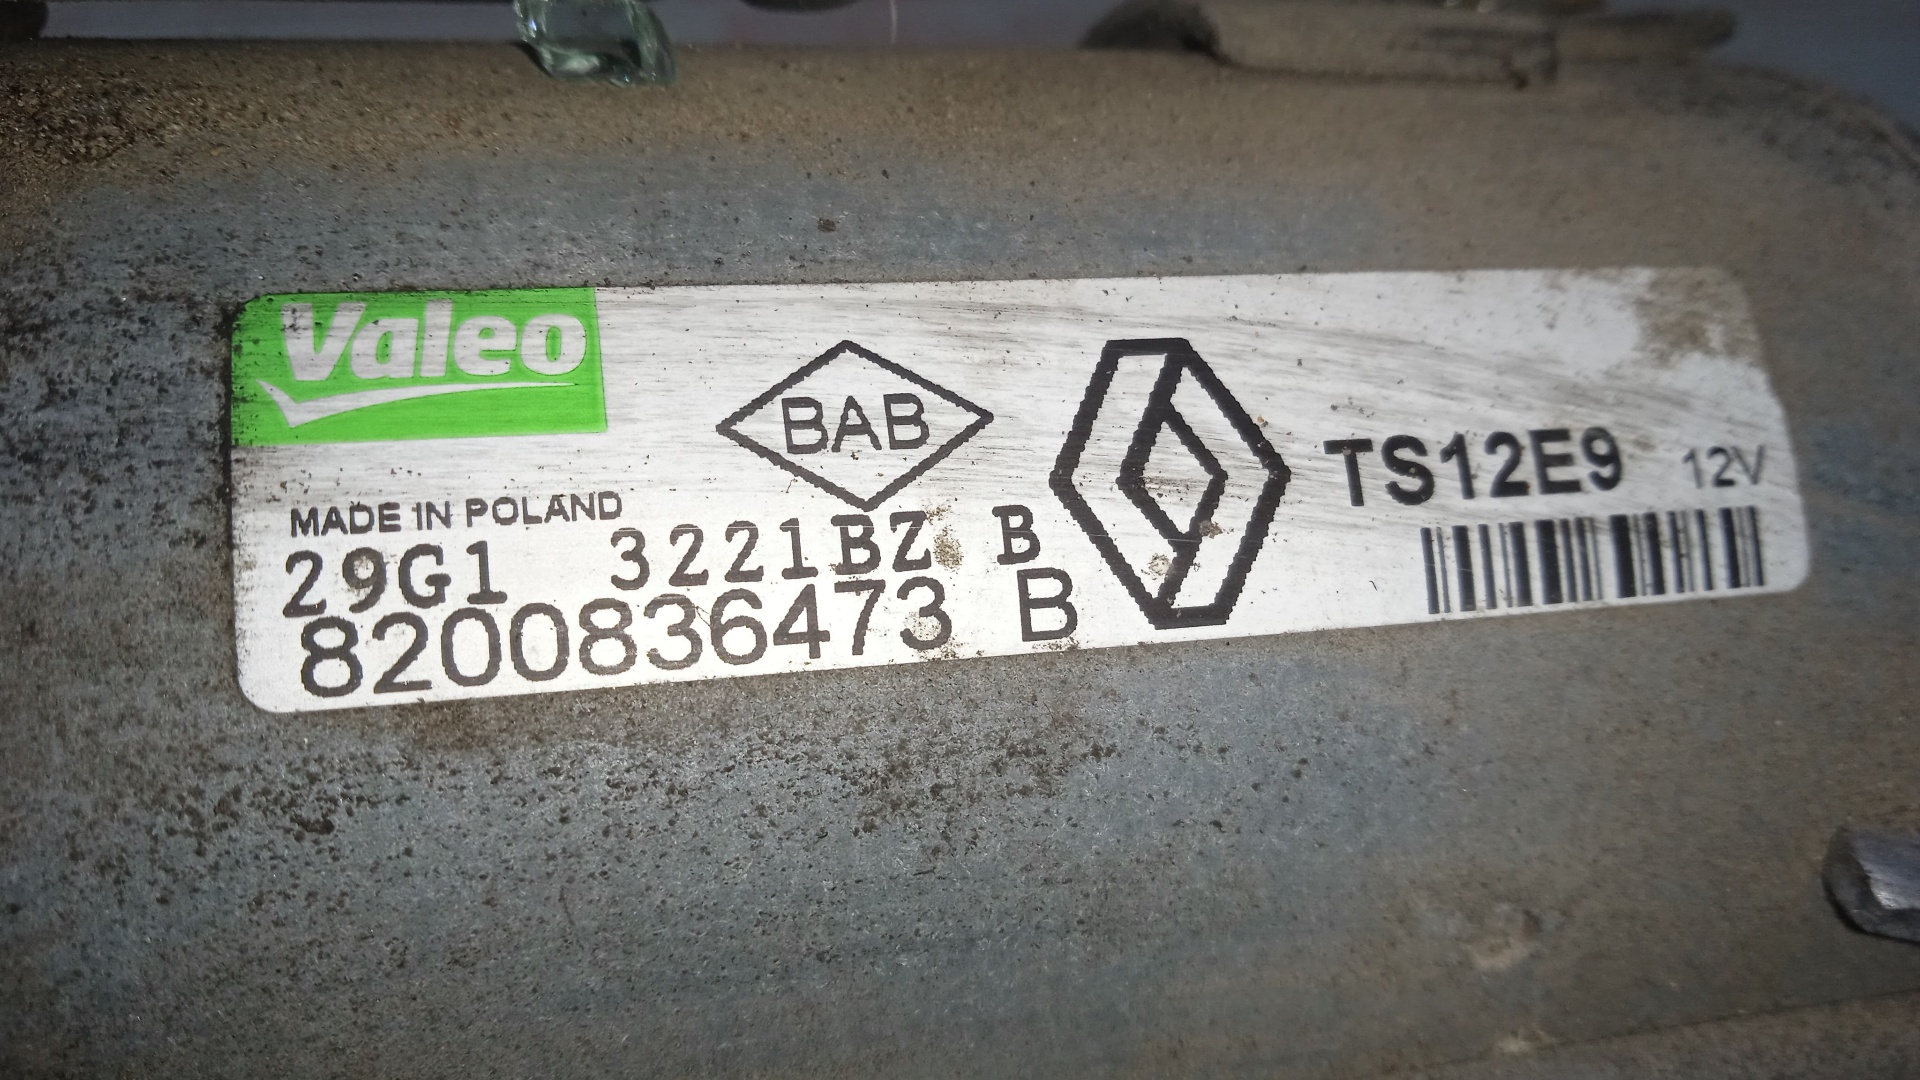 Valeo
BAB
TS12E9 12V
MADE IN POLAND
29G1 3221BZ B
8200836473 B